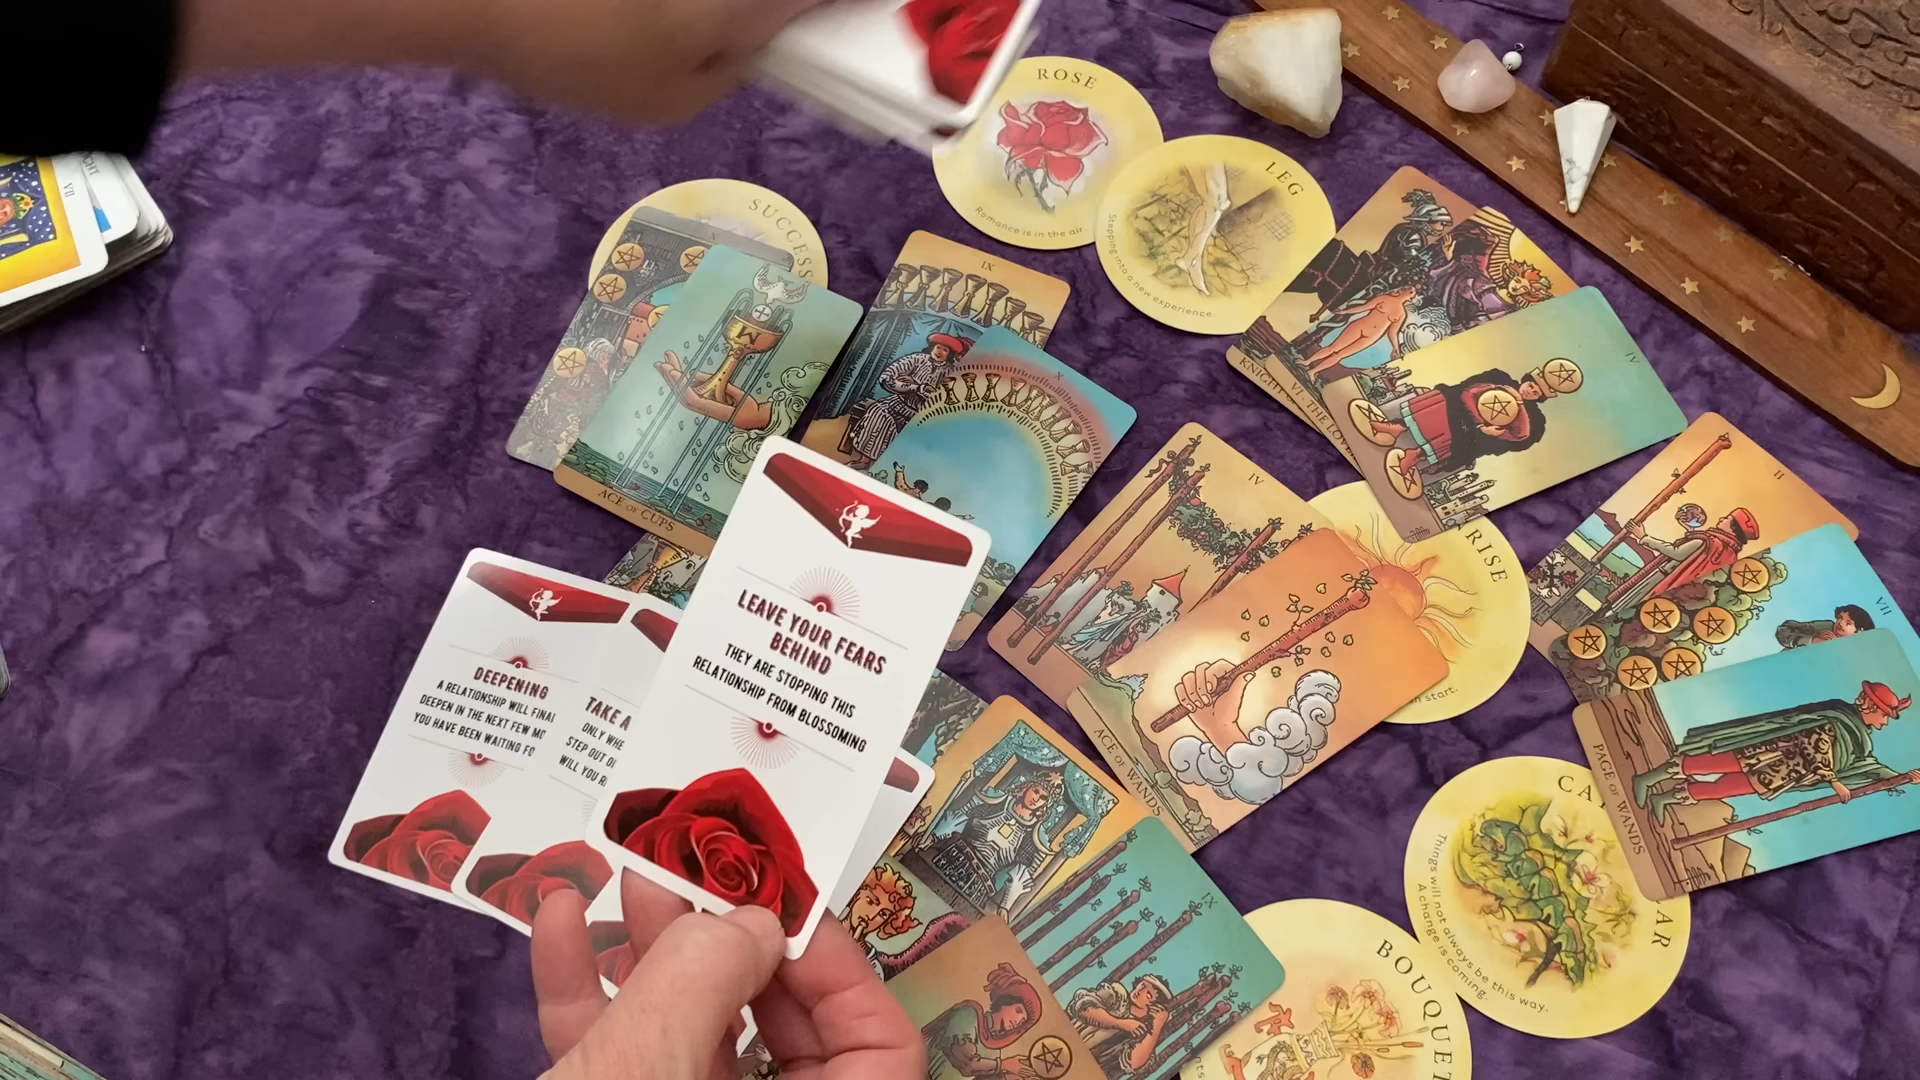 ROSE
Romance is in the air.
LEG
Stepping into a new experience.
SUCCESS
VII
IX
X
ACE OF CUPS
KNIGHT
VI · THE LOV
IV
IV
II
VII
RISE
start.
ACE OF WANDS
PAGE OF WANDS
LEAVE YOUR FEARS
BEHIND
THEY ARE STOPPING THIS
RELATIONSHIP FROM BLOSSOMING
DEEPENING
A RELATIONSHIP WILL FINAL
DEEPEN IN THE NEXT FEW MO
YOU HAVE BEEN WAITING FO
TAKE A
ONLY WHE
STEP OUT O
WILL YOU R
IX
Things will not always be this way.
A change is coming.
BOUQUET